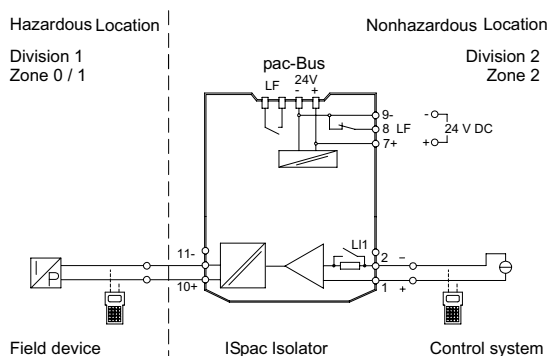 Hazardous Location
Nonhazardous Location
Division 1
Zone 0 / 1
Division 2
Zone 2
pac-Bus
LF
24V
- +
9-
8 LF
7+
-
+
24 V DC
LI1
11-
10+
2 –
1 +
I
P
Field device
ISpac Isolator
Control system